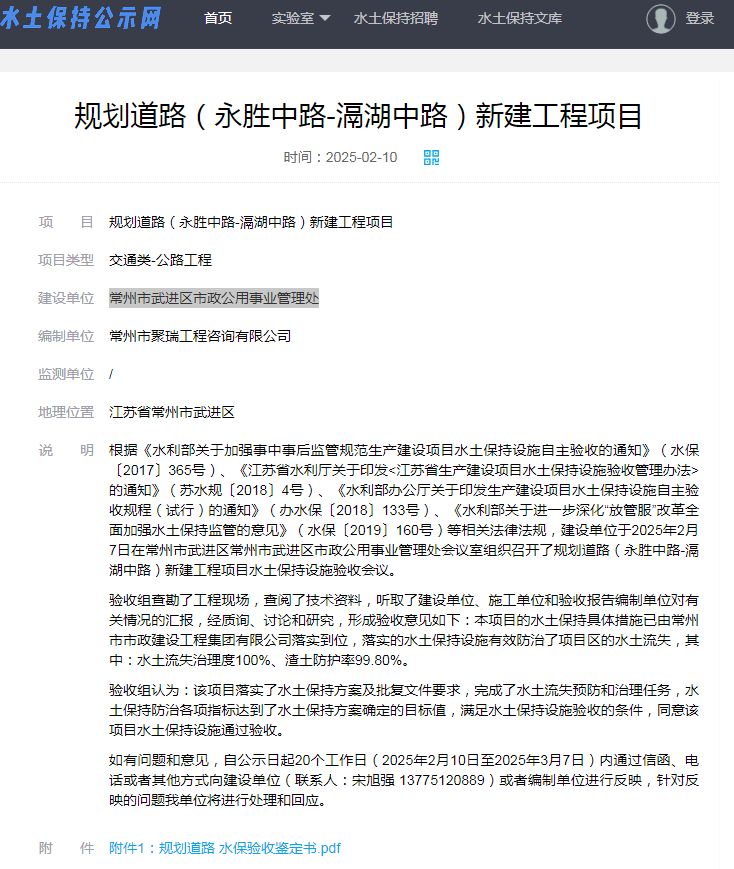 水土保持公示网 首页 实验室 水土保持招聘 水土保持文库 登录
规划道路（永胜中路-滆湖中路）新建工程项目
时间：2025-02-10
项 目 规划道路（永胜中路-滆湖中路）新建工程项目
项目类型 交通类-公路工程
建设单位 常州市武进区市政公用事业管理处
编制单位 常州市聚瑞工程咨询有限公司
监测单位 /
地理位置 江苏省常州市武进区
说 明 根据《水利部关于加强事中事后监管规范生产建设项目水土保持设施自主验收的通知》（水保
〔2017〕365号）、《江苏省水利厅关于印发<江苏省生产建设项目水土保持设施验收管理办法>
的通知》（苏水规〔2018〕4号）、《水利部办公厅关于印发生产建设项目水土保持设施自主验
收规程（试行）的通知》（办水保〔2018〕133号）、《水利部关于进一步深化“放管服”改革全
面加强水土保持监管的意见》（水保〔2019〕160号）等相关法律法规，建设单位于2025年2月
7日在常州市武进区常州市武进区市政公用事业管理处会议室组织召开了规划道路（永胜中路-滆
湖中路）新建工程项目水土保持设施验收会议。
验收组查勘了工程现场，查阅了技术资料，听取了建设单位、施工单位和验收报告编制单位对有
关情况的汇报，经质询、讨论和研究，形成验收意见如下：本项目的水土保持具体措施已由常州
市市政建设工程集团有限公司落实到位，落实的水土保持设施有效防治了项目区的水土流失，其
中：水土流失治理度100%、渣土防护率99.80%。
验收组认为：该项目落实了水土保持方案及批复文件要求，完成了水土流失预防和治理任务，水
土保持防治各项指标达到了水土保持方案确定的目标值，满足水土保持设施验收的条件，同意该
项目水土保持设施通过验收。
如有问题和意见，自公示日起20个工作日（2025年2月10日至2025年3月7日）内通过信函、电
话或者其他方式向建设单位（联系人：宋旭强 13775120889）或者编制单位进行反映，针对反
映的问题我单位将进行处理和回应。
附 件 附件1：规划道路 水保验收鉴定书.pdf